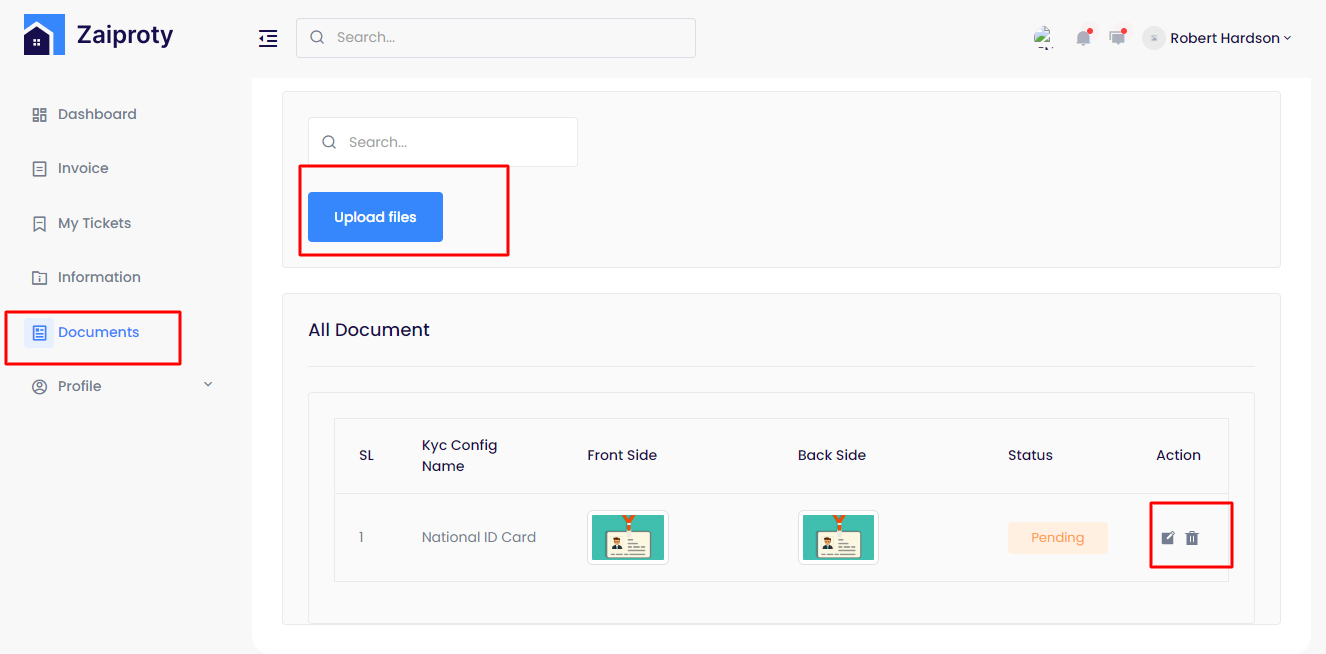 Zaiproty
Search...
Robert Hardson
Dashboard
Invoice
My Tickets
Information
Documents
Profile
Search...
Upload files
All Document
SL
Kyc Config
Name
Front Side
Back Side
Status
Action
1
National ID Card
Pending